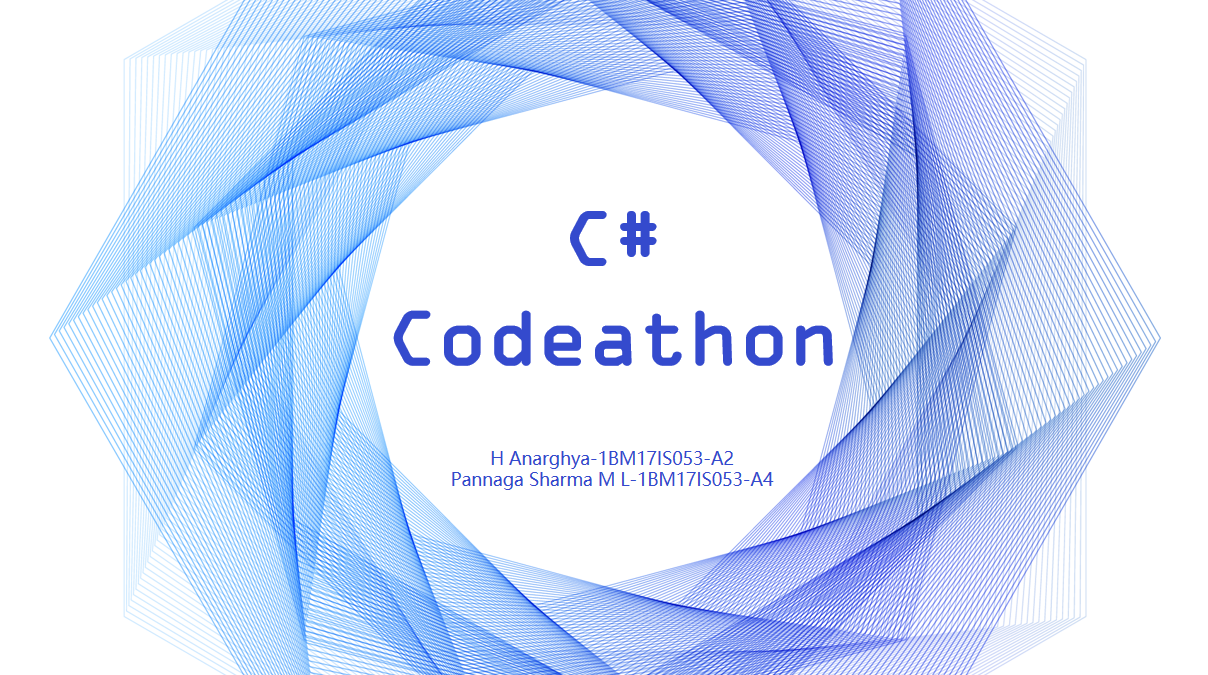 C#
Codeathon
H Anarghya-1BM17IS053-A2
Pannaga Sharma M L-1BM17IS053-A4